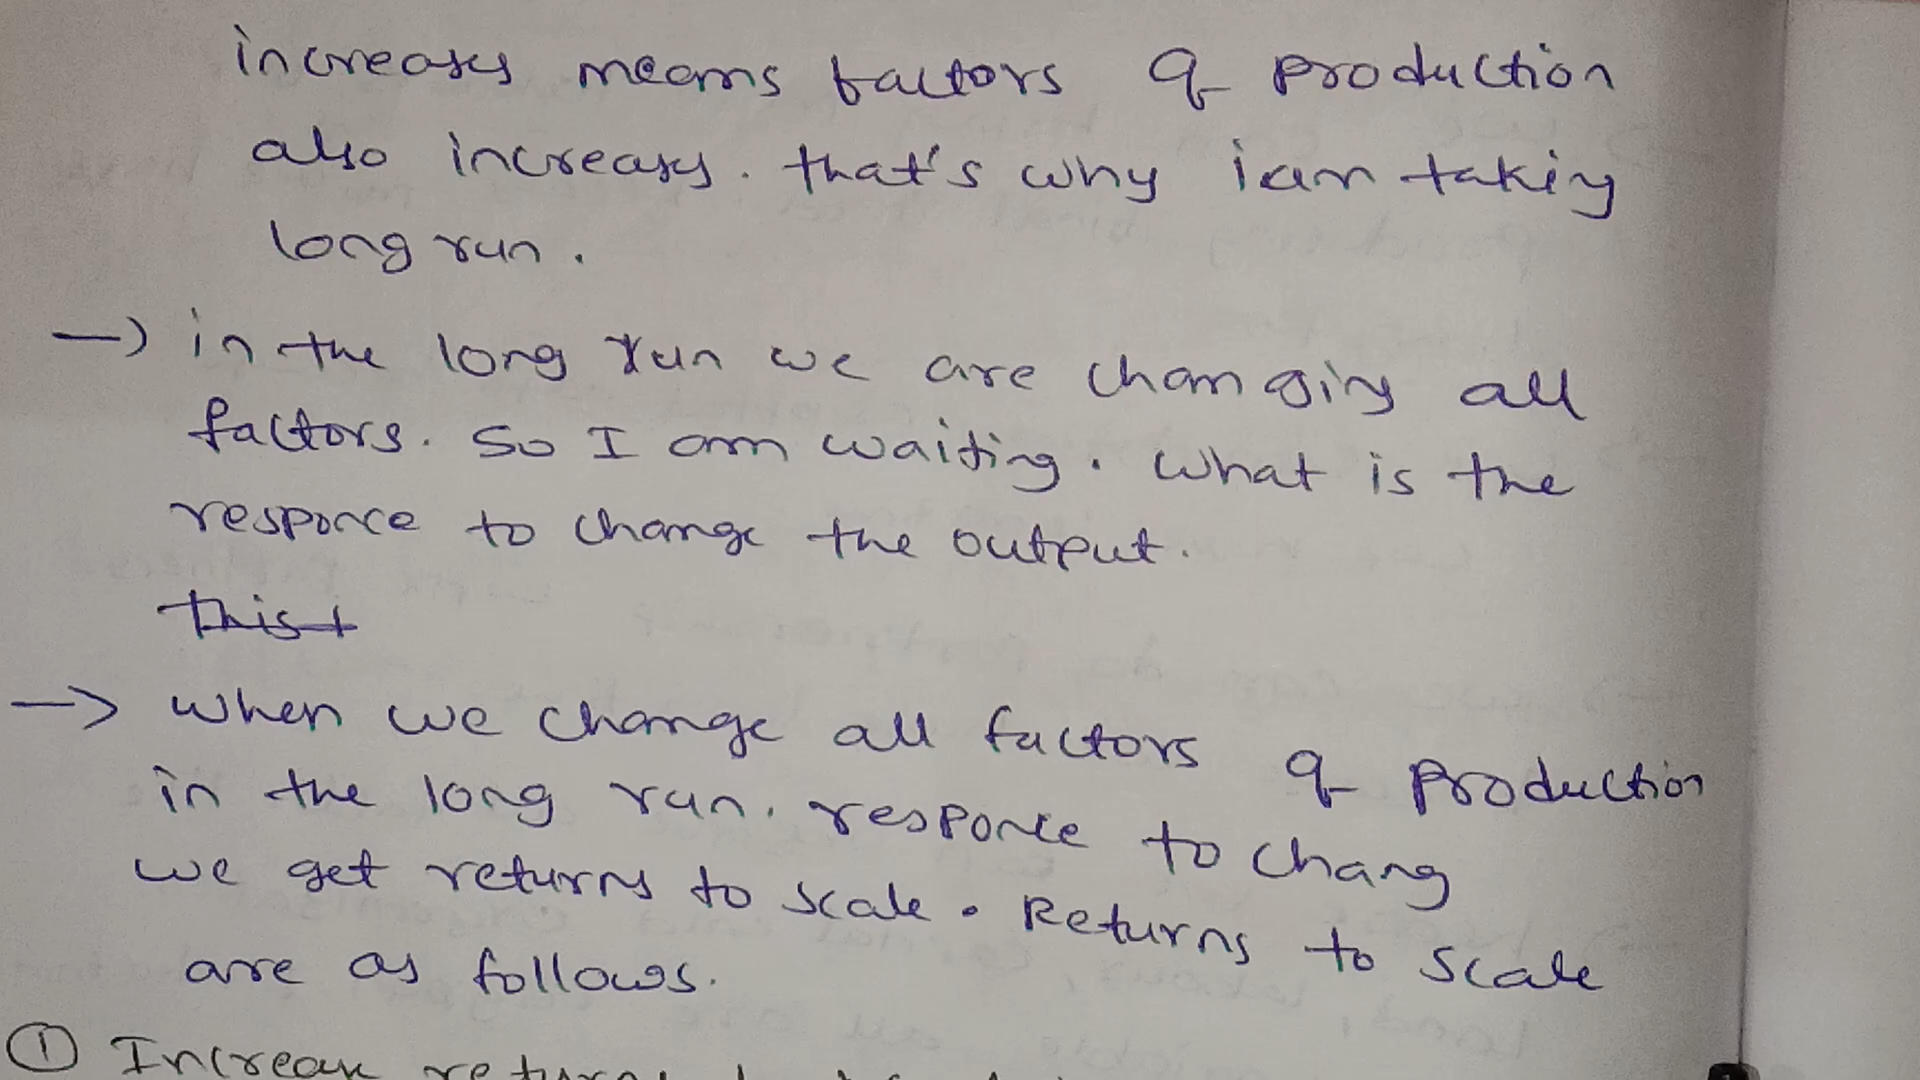 increases means factors of production
also increases. that's why iam taking
long run.
→ in the long run we are changing all
factors. So I am waiting. What is the
responce to change the output.
this t
→ when we change all factors of production
in the long run. responce to chang
we get returns to scale. Returns to scale
are as follows.
① Increase returns